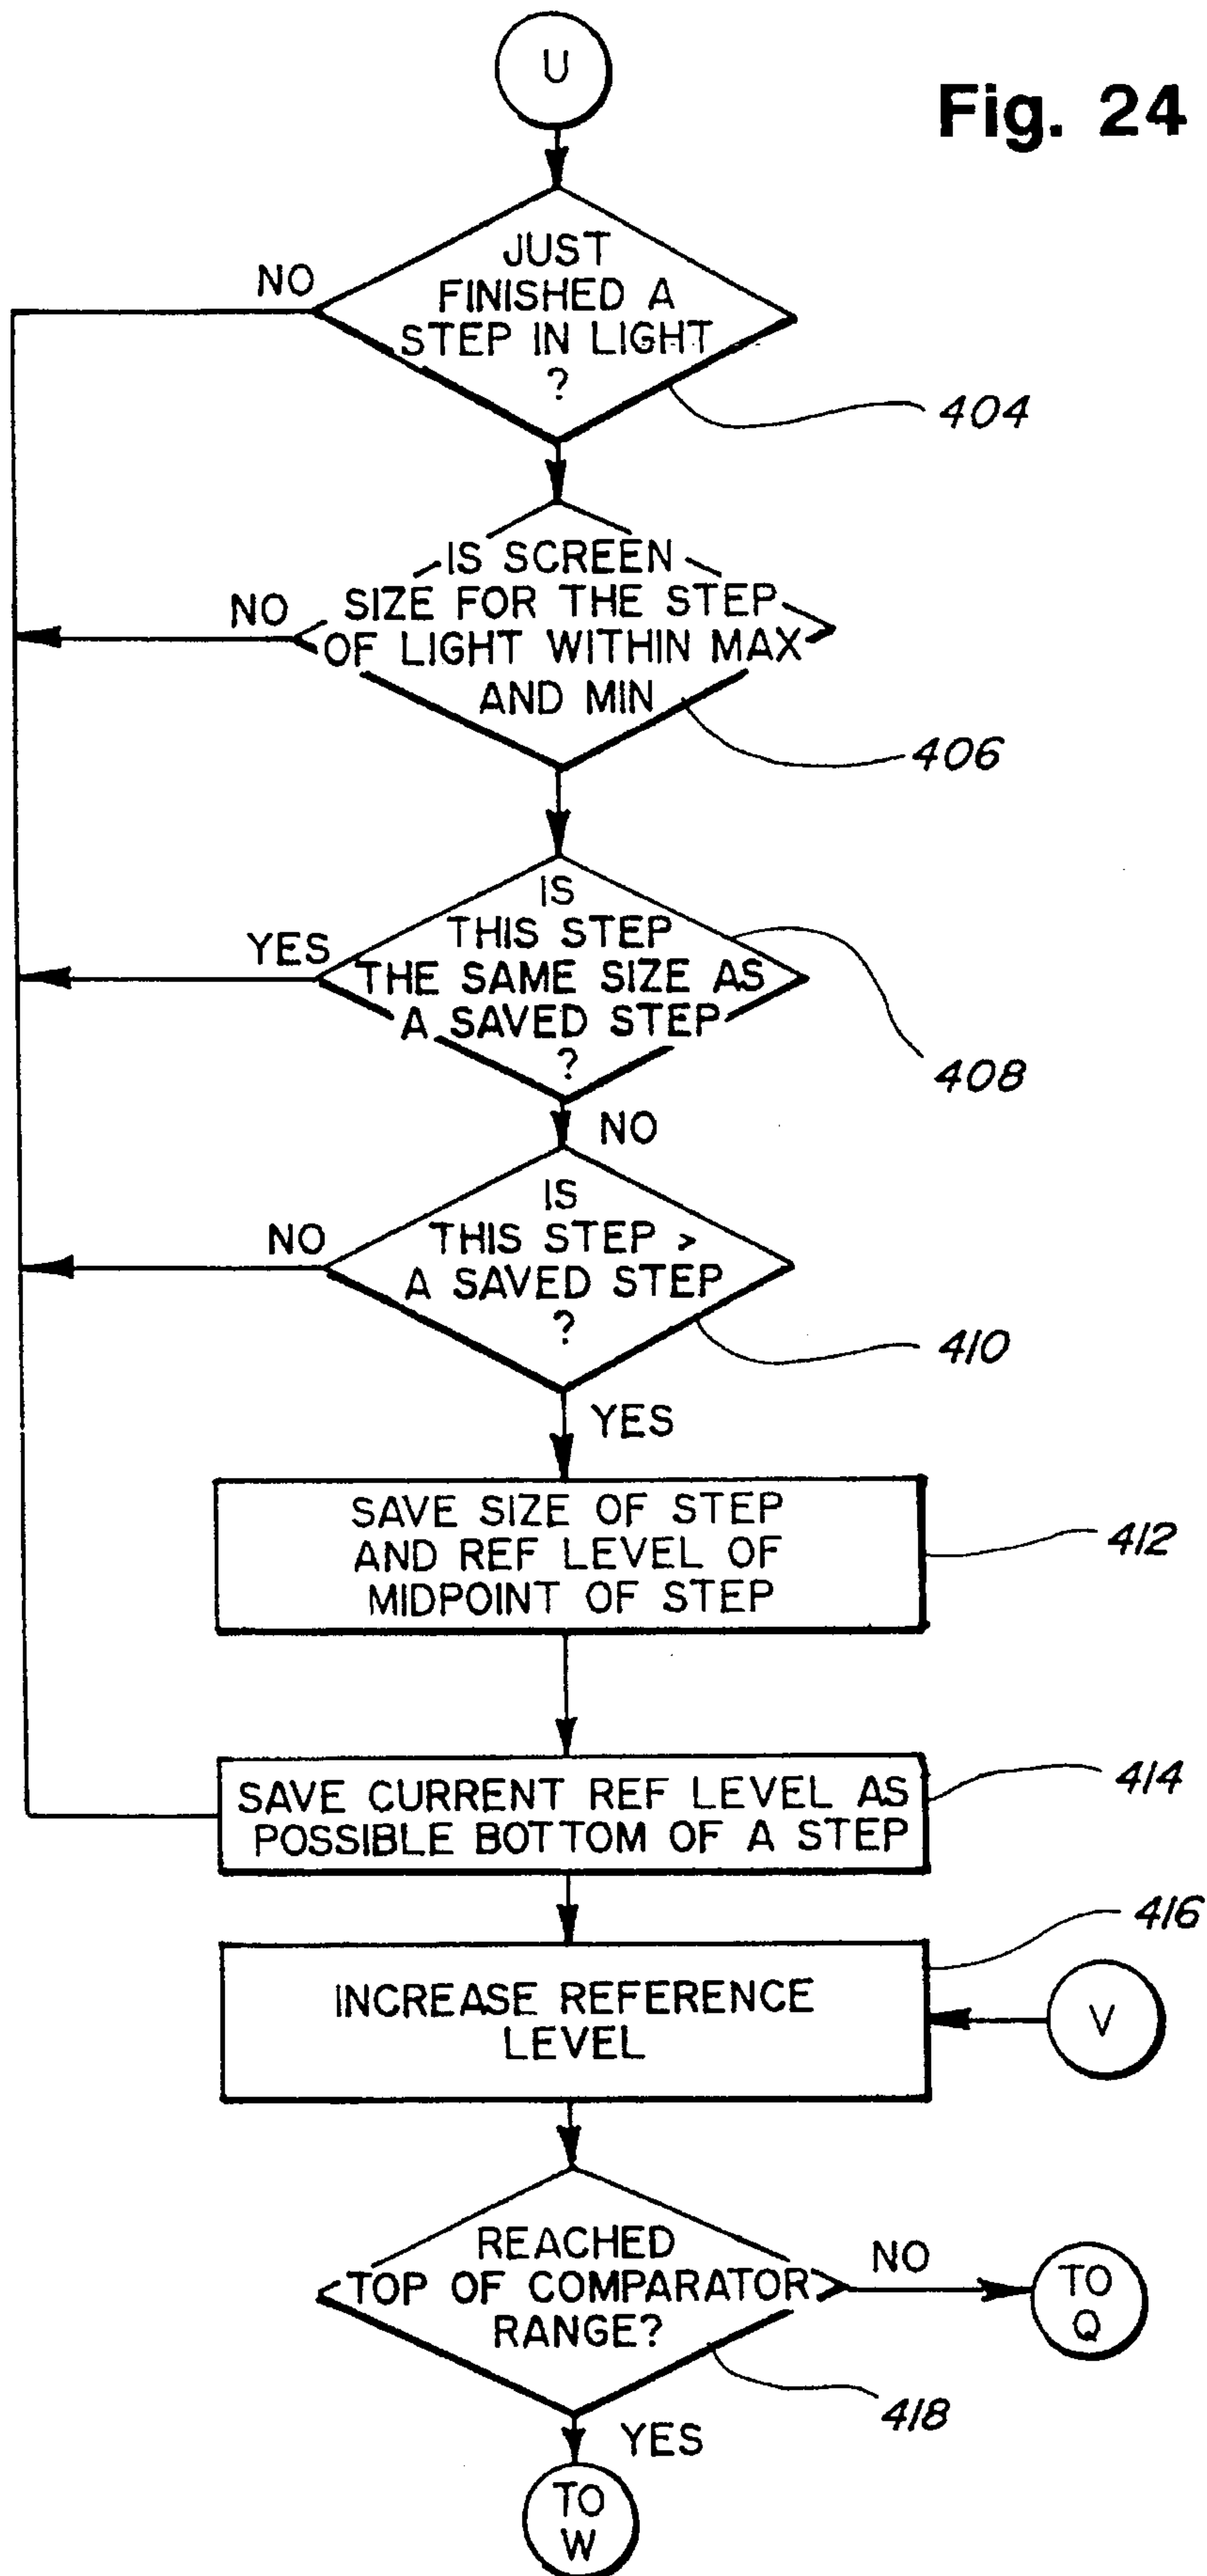 U
Fig. 24
JUST
FINISHED A
STEP IN LIGHT
?
NO
404
IS SCREEN
SIZE FOR THE STEP
OF LIGHT WITHIN MAX
AND MIN
NO
406
IS
THIS STEP
THE SAME SIZE AS
A SAVED STEP
?
YES
408
NO
IS
THIS STEP >
A SAVED STEP
?
NO
410
YES
SAVE SIZE OF STEP
AND REF LEVEL OF
MIDPOINT OF STEP
412
SAVE CURRENT REF LEVEL AS
POSSIBLE BOTTOM OF A STEP
414
416
INCREASE REFERENCE
LEVEL
V
REACHED
TOP OF COMPARATOR
RANGE?
NO
TO
Q
418
YES
TO
W